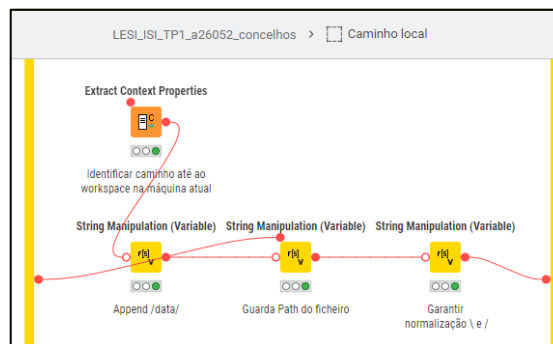 LESI_ISI_TP1_a26052_concelhos > Caminho local
Extract Context Properties
C
Identificar caminho até ao
workspace na máquina atual
String Manipulation (Variable) String Manipulation (Variable) String Manipulation (Variable)
r[s] v r[s] v r[s] v
Append /data/ Guarda Path do ficheiro Garantir
normalização \ e /